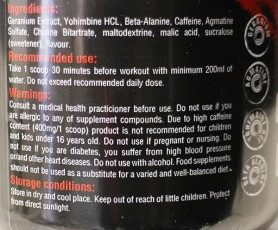 Ingredients:
Geranium Extract, Yohimbine HCL, Beta-Alanine, Caffeine, Agmatine
Sulfate, Choline Bitartrate, maltodextrine, malic acid, sucralose
(sweetener), flavour.
Recommended use:
Take 1 scoop 30 minutes before workout with minimum 200ml of
water. Do not exceed recommended daily dose.
Warnings:
Consult a medical health practitioner before use. Do not use if you
are allergic to any of supplement compounds. Due to high caffeine
content (400mg/1 scoop) product is not recommended for children
and kids under 16 years old. Do not use if pregnant or nursing. Do
not use if you are diabetes, you suffer from high blood pressure
or/and other heart diseases. Do not use with alcohol. Food supplements
should not be used as a substitute for a varied and well-balanced diet.
Storage conditions:
Store in dry and cool place. Keep out of reach of little children. Protect
from direct sunlight.